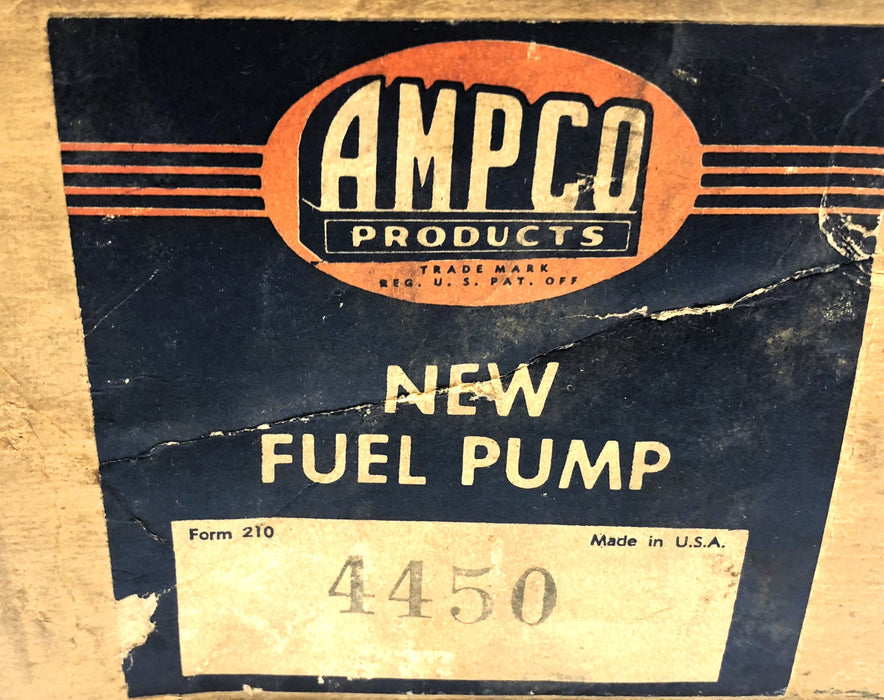 AMPCO
PRODUCTS
TRADE MARK
REG. U. S. PAT. OFF
NEW
FUEL PUMP
Form 210
Made in U.S.A.
4450